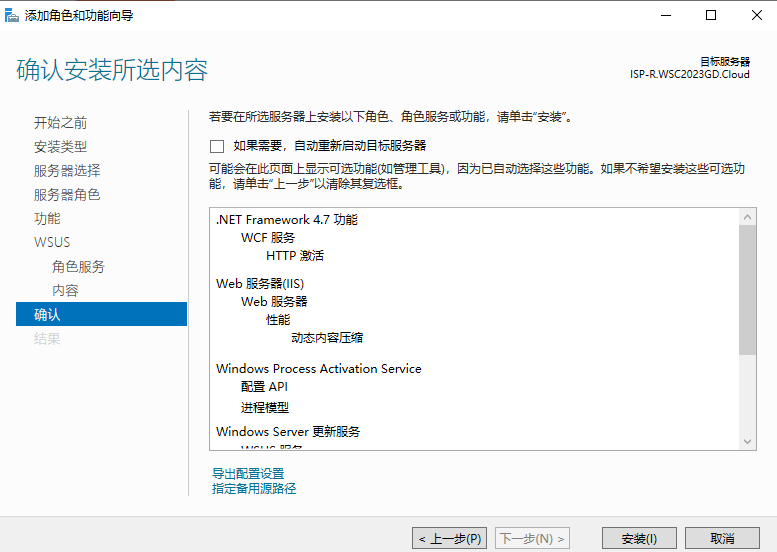 添加角色和功能向导
确认安装所选内容
目标服务器
ISP-R.WSC2023GD.Cloud
开始之前
安装类型
服务器选择
服务器角色
功能
WSUS
角色服务
内容
确认
结果
若要在所选服务器上安装以下角色、角色服务或功能，请单击“安装”。
如果需要，自动重新启动目标服务器
可能会在此页面上显示可选功能(如管理工具)，因为已自动选择这些功能。如果不希望安装这些可选功
能，请单击“上一步”以清除其复选框。
.NET Framework 4.7 功能
WCF 服务
HTTP 激活
Web 服务器(IIS)
Web 服务器
性能
动态内容压缩
Windows Process Activation Service
配置 API
进程模型
Windows Server 更新服务
WSUS 服务
导出配置设置
指定备用源路径
< 上一步(P)
下一步(N) >
安装(I)
取消